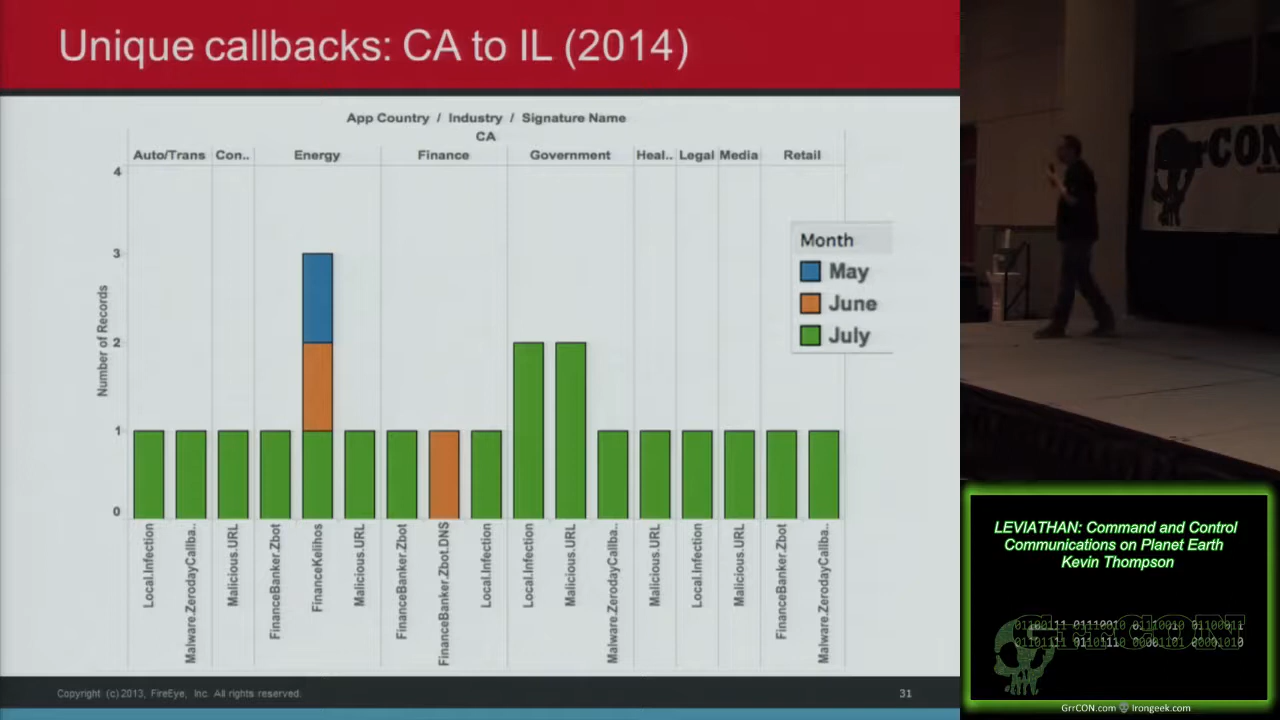 Unique callbacks: CA to IL (2014)
App Country / Industry / Signature Name
CA
Auto/Trans Con.. Energy Finance Government Heal.. Legal Media Retail
4
3
2
1
0
Number of Records
Month
May
June
July
Local.Infection
Malware.ZerodayCallba..
Malicious.URL
FinanceBanker.Zbot
FinanceKelihos
Malicious.URL
FinanceBanker.Zbot
FinanceBanker.Zbot.DNS
Local.Infection
Local.Infection
Malicious.URL
Malware.ZerodayCallba..
Malicious.URL
Local.Infection
Malicious.URL
FinanceBanker.Zbot
Malware.ZerodayCallba..
Copyright (c) 2013, FireEye, Inc. All rights reserved.
31
GrrCON
LEVIATHAN: Command and Control
Communications on Planet Earth
Kevin Thompson
GrrCON
GrrCON.com Irongeek.com